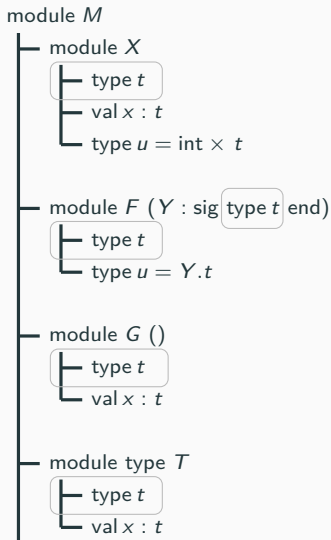 module M
module X
type t
val x : t
type u = int × t
module F (Y : sig type t end)
type t
type u = Y.t
module G ()
type t
val x : t
module type T
type t
val x : t